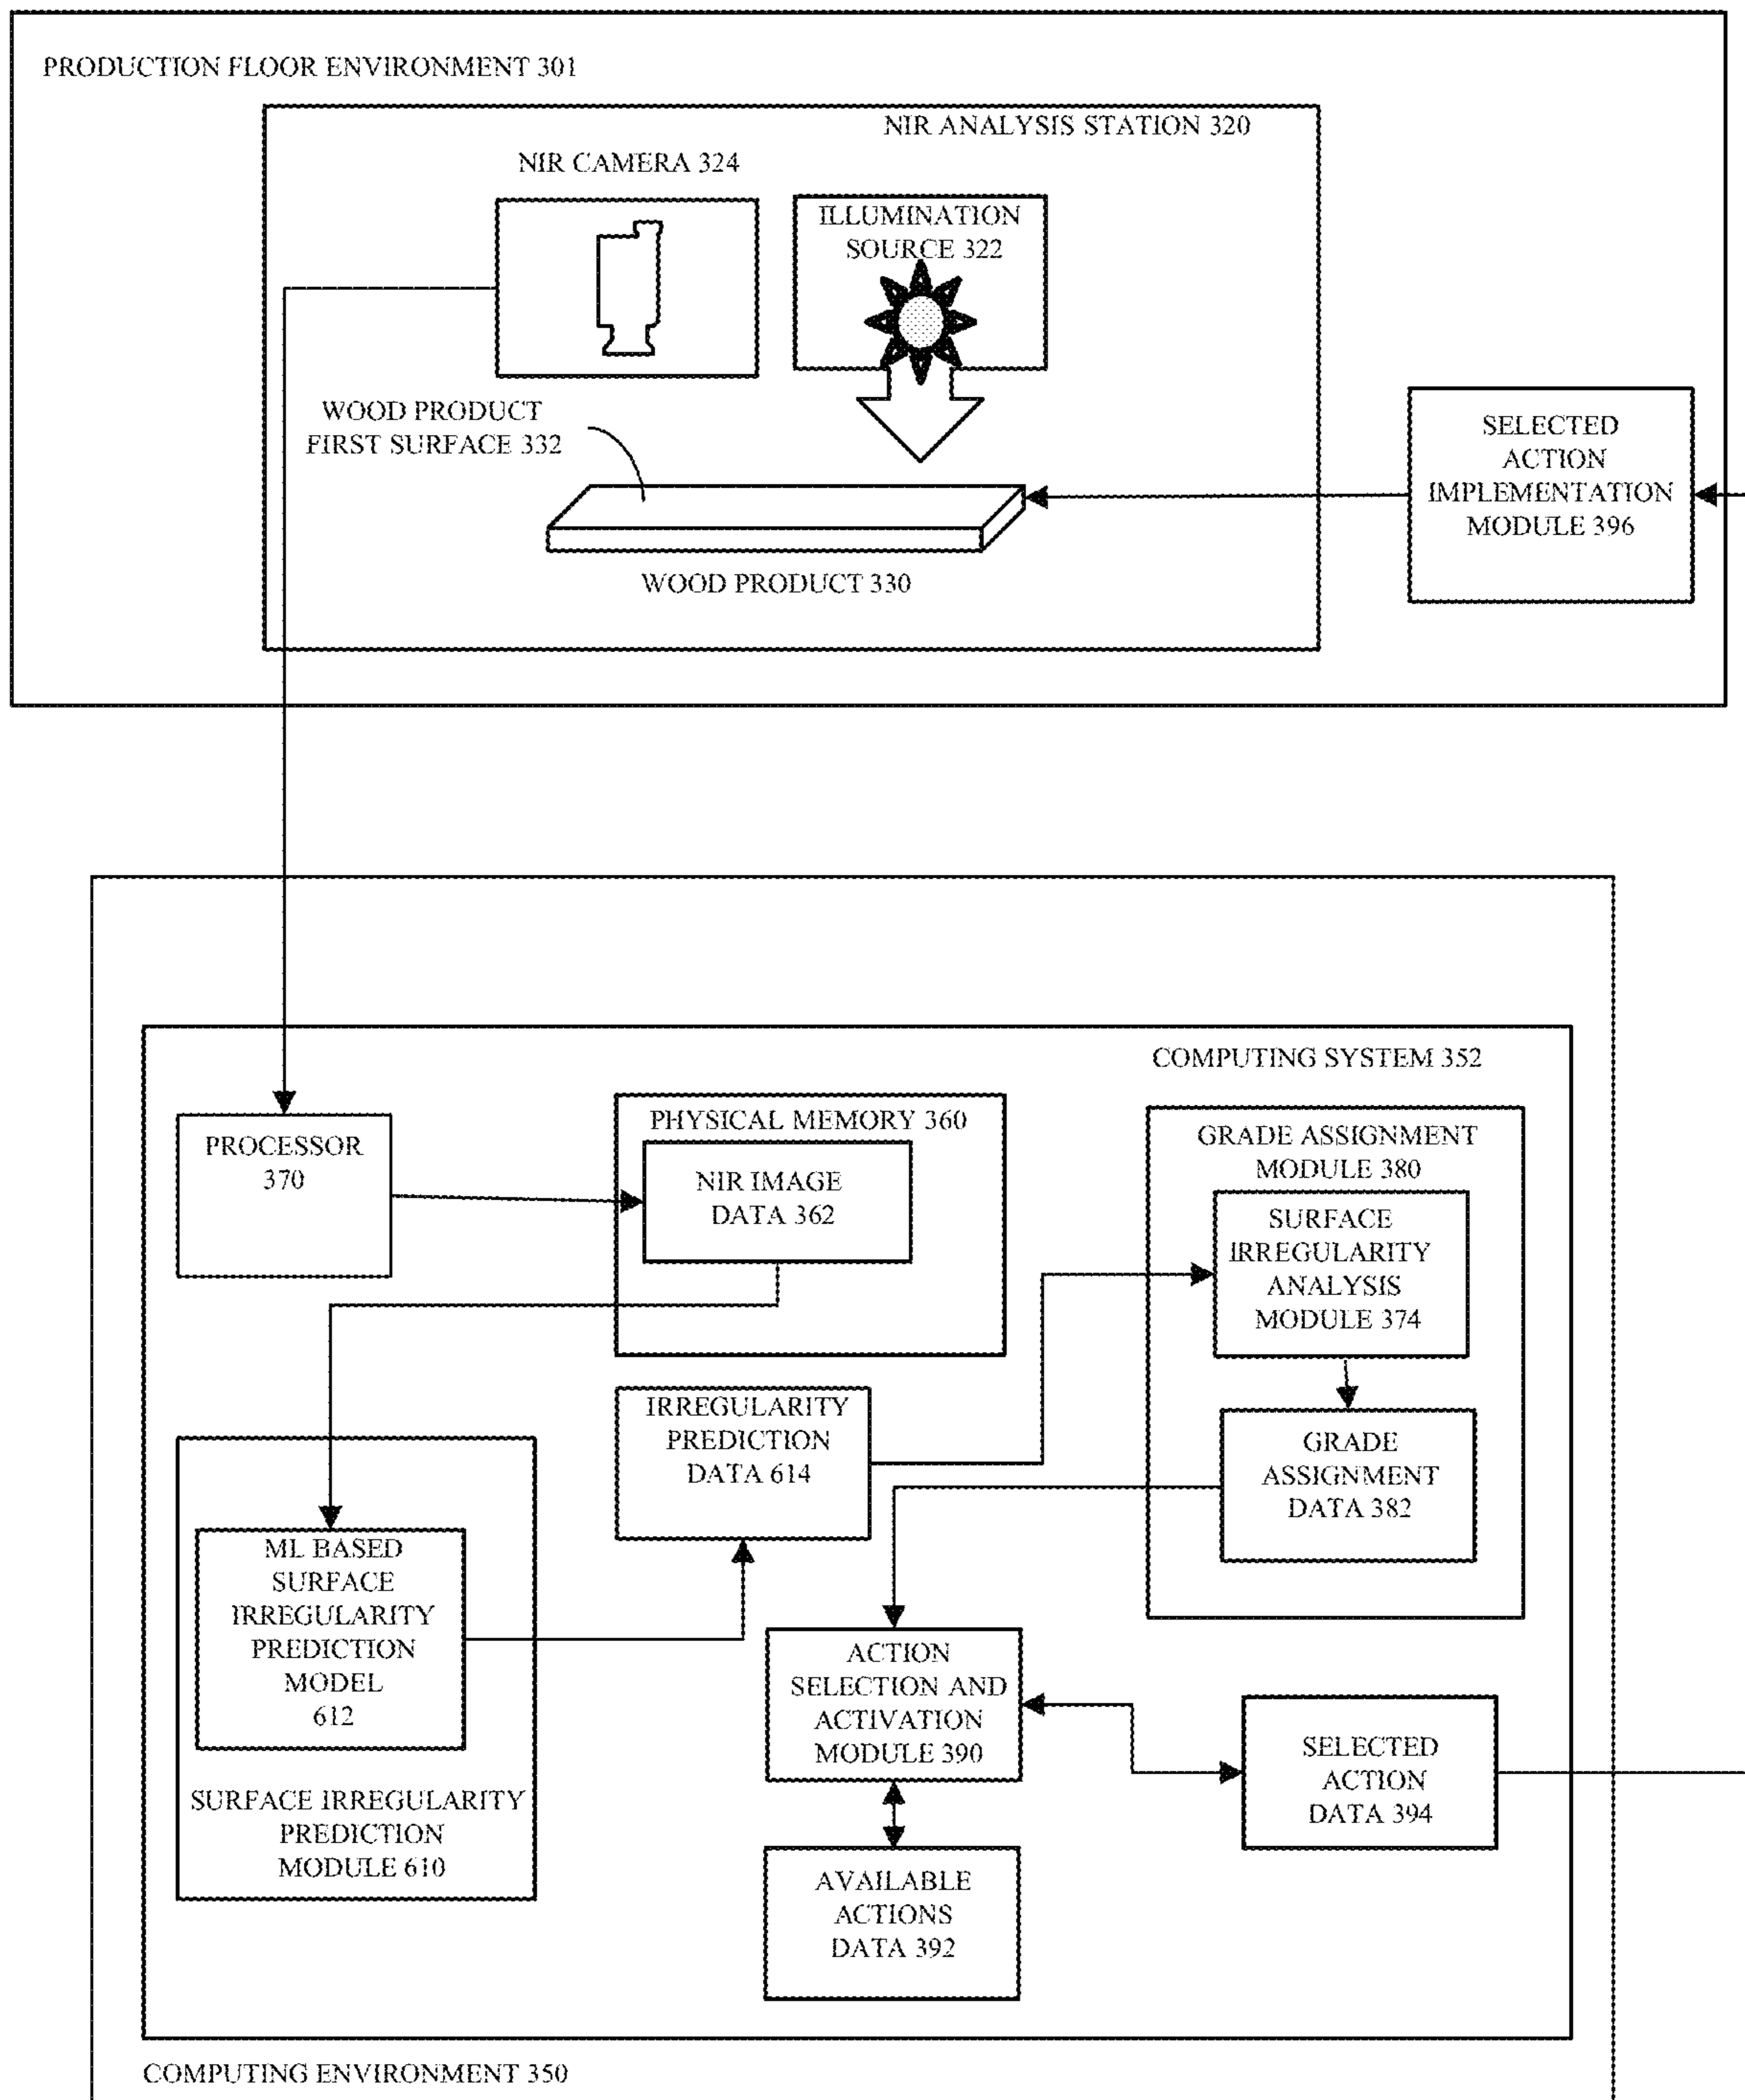 PRODUCTION FLOOR ENVIRONMENT 301
NIR ANALYSIS STATION 320
NIR CAMERA 324
ILLUMINATION
SOURCE 322
WOOD PRODUCT
FIRST SURFACE 332
WOOD PRODUCT 330
SELECTED
ACTION
IMPLEMENTATION
MODULE 396
COMPUTING SYSTEM 352
PROCESSOR
370
PHYSICAL MEMORY 360
NIR IMAGE
DATA 362
GRADE ASSIGNMENT
MODULE 380
SURFACE
IRREGULARITY
ANALYSIS
MODULE 374
IRREGULARITY
PREDICTION
DATA 614
GRADE
ASSIGNMENT
DATA 382
ML BASED
SURFACE
IRREGULARITY
PREDICTION
MODEL
612
SURFACE IRREGULARITY
PREDICTION
MODULE 610
ACTION
SELECTION AND
ACTIVATION
MODULE 390
SELECTED
ACTION
DATA 394
AVAILABLE
ACTIONS
DATA 392
COMPUTING ENVIRONMENT 350